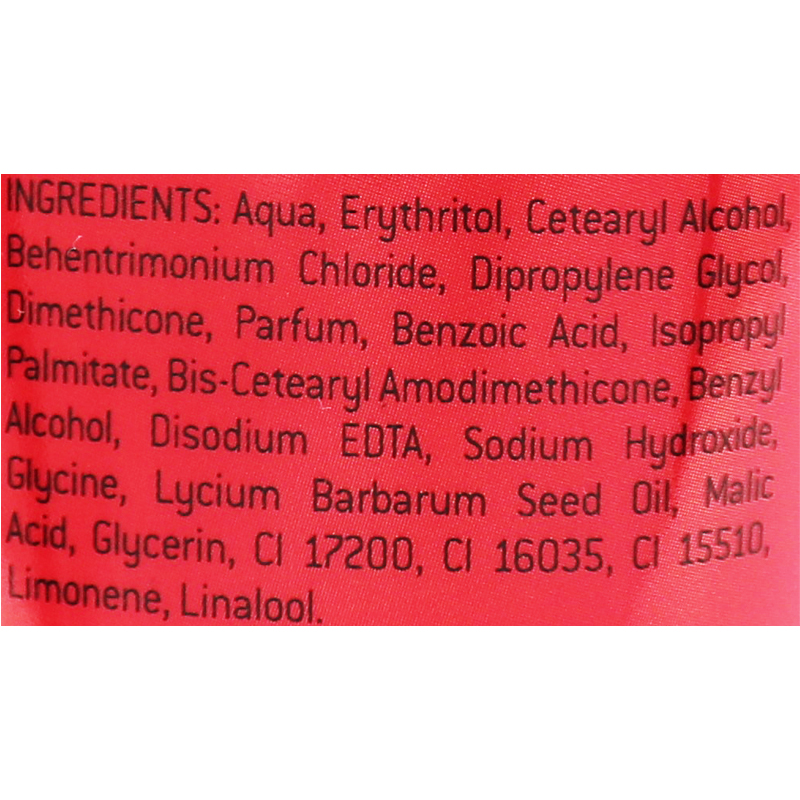 INGREDIENTS: Aqua, Erythritol, Cetearyl Alcohol,
Behentrimonium Chloride, Dipropylene Glycol,
Dimethicone, Parfum, Benzoic Acid, Isopropyl
Palmitate, Bis-Cetearyl Amodimethicone, Benzyl
Alcohol, Disodium EDTA, Sodium Hydroxide,
Glycine, Lycium Barbarum Seed Oil, Malic
Acid, Glycerin, CI 17200, CI 16035, CI 15510,
Limonene, Linalool.